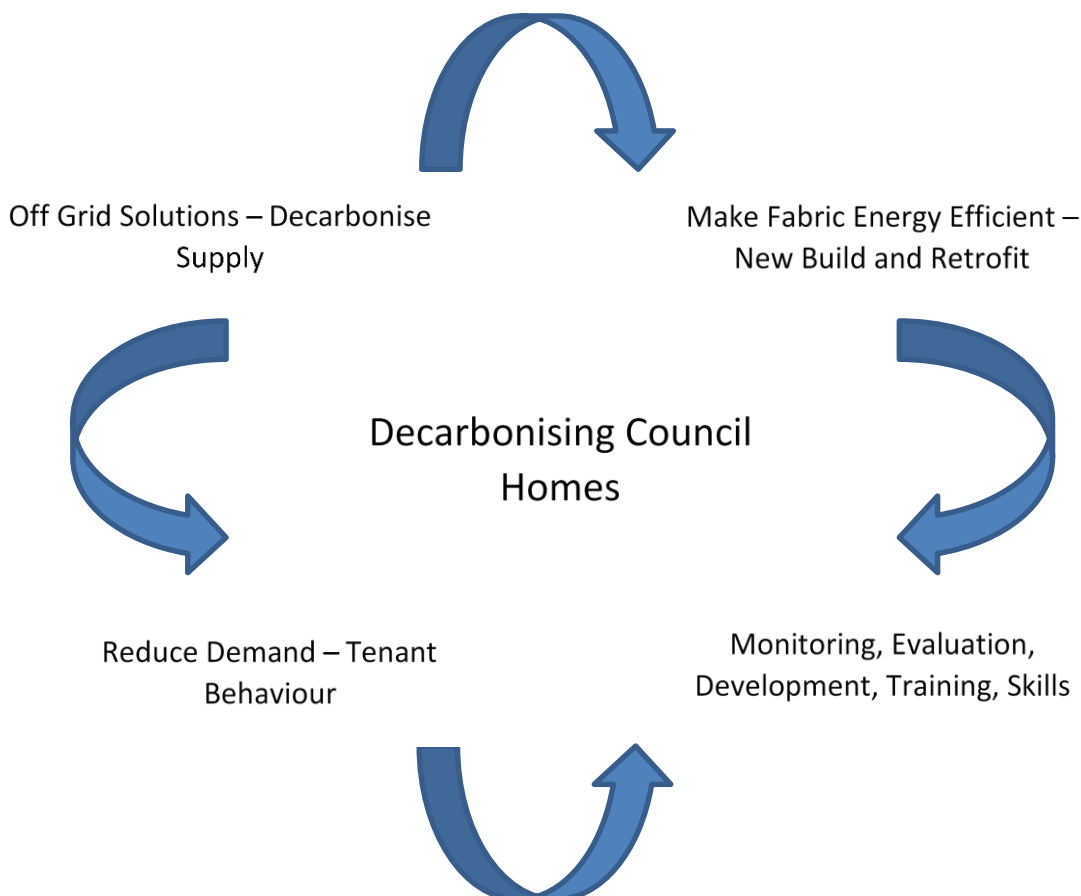 Off Grid Solutions – Decarbonise
Supply
Make Fabric Energy Efficient –
New Build and Retrofit
Decarbonising Council
Homes
Reduce Demand – Tenant
Behaviour
Monitoring, Evaluation,
Development, Training, Skills